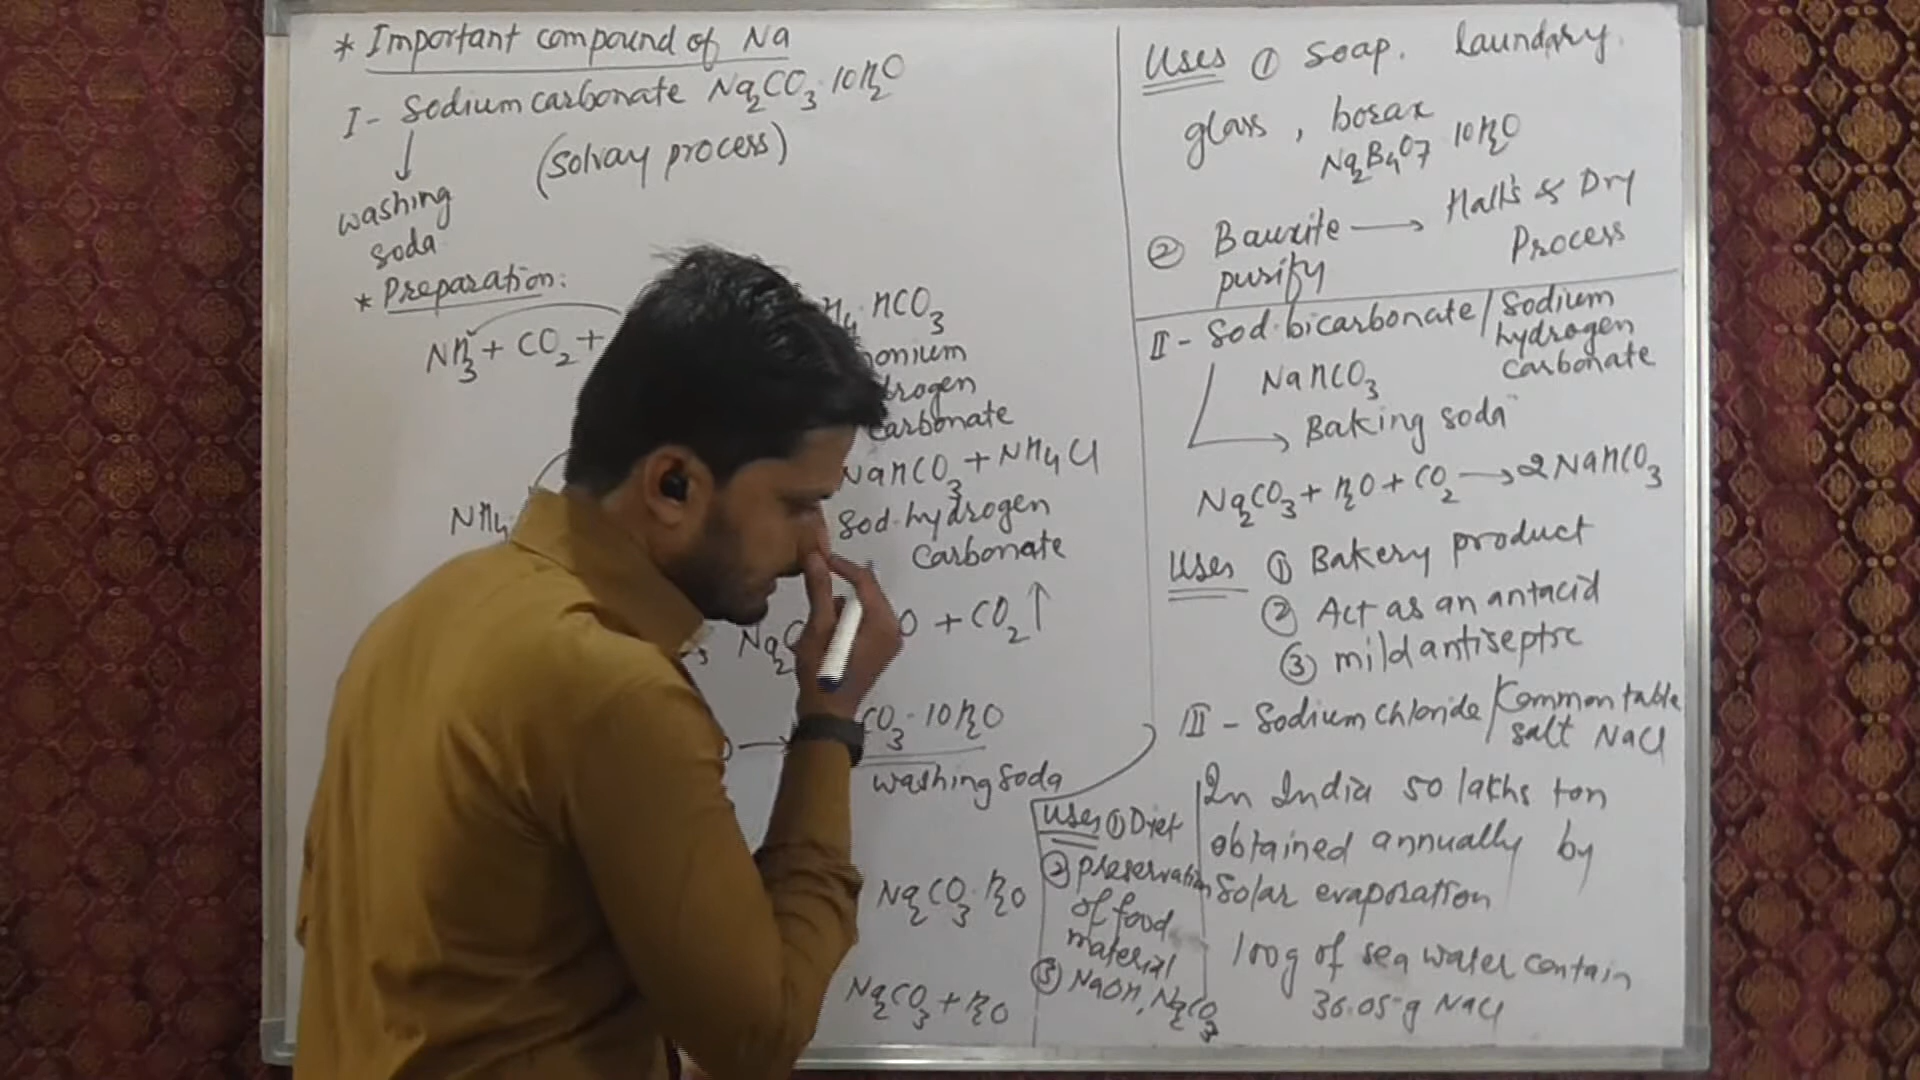 * Important compound of Na
I - Sodium carbonate Na2CO3·10H2O
(Solvay process)
washing
soda
* Preparation:
NH3 + CO2 +
HCO3
carbonate
NaHCO3 + NH4Cl
Sod. hydrogen
Carbonate
NH4
+ CO2 ↑
CO3·10H2O
washing soda
Na2CO3·H2O
Na2CO3 + H2O
Uses ① Soap. laundary.
glass, borax
Na2B4O7 10H2O
② Bauxite → Hall's & Dry
purify Process
II - Sod. bicarbonate / Sodium
hydrogen
carbonate
NaHCO3
→ Baking soda
Na2CO3 + H2O + CO2 → 2NaHCO3
Uses ① Bakery product
② Act as an antacid
③ mild antiseptic
III - Sodium chloride / Common table
salt NaCl
In India 50 lakhs ton
obtained annually by
Solar evaporation
100g of sea water contain
36.05 g NaCl
Uses ① Diet
② preservation
of food
material
③ NaOH, Na2CO3